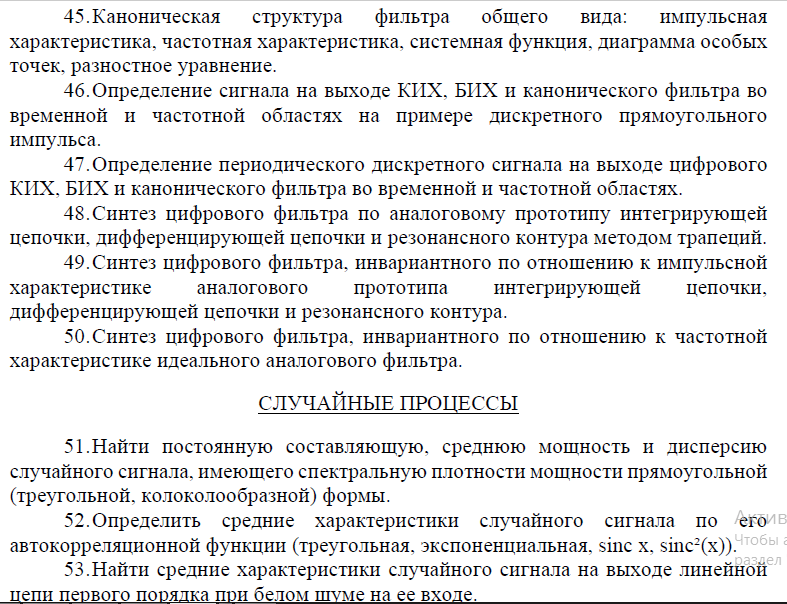 45.Каноническая структура фильтра общего вида: импульсная
характеристика, частотная характеристика, системная функция, диаграмма особых
точек, разностное уравнение.
46.Определение сигнала на выходе КИХ, БИХ и канонического фильтра во
временной и частотной областях на примере дискретного прямоугольного
импульса.
47.Определение периодического дискретного сигнала на выходе цифрового
КИХ, БИХ и канонического фильтра во временной и частотной областях.
48.Синтез цифрового фильтра по аналоговому прототипу интегрирующей
цепочки, дифференцирующей цепочки и резонансного контура методом трапеций.
49.Синтез цифрового фильтра, инвариантного по отношению к импульсной
характеристике аналогового прототипа интегрирующей цепочки,
дифференцирующей цепочки и резонансного контура.
50.Синтез цифрового фильтра, инвариантного по отношению к частотной
характеристике идеального аналогового фильтра.
СЛУЧАЙНЫЕ ПРОЦЕССЫ
51.Найти постоянную составляющую, среднюю мощность и дисперсию
случайного сигнала, имеющего спектральную плотности мощности прямоугольной
(треугольной, колоколообразной) формы.
52.Определить средние характеристики случайного сигнала по его
автокорреляционной функции (треугольная, экспоненциальная, sinc x, sinc²(x)).
53.Найти средние характеристики случайного сигнала на выходе линейной
цепи первого порядка при белом шуме на ее входе.
Актив
Чтобы а
раздел